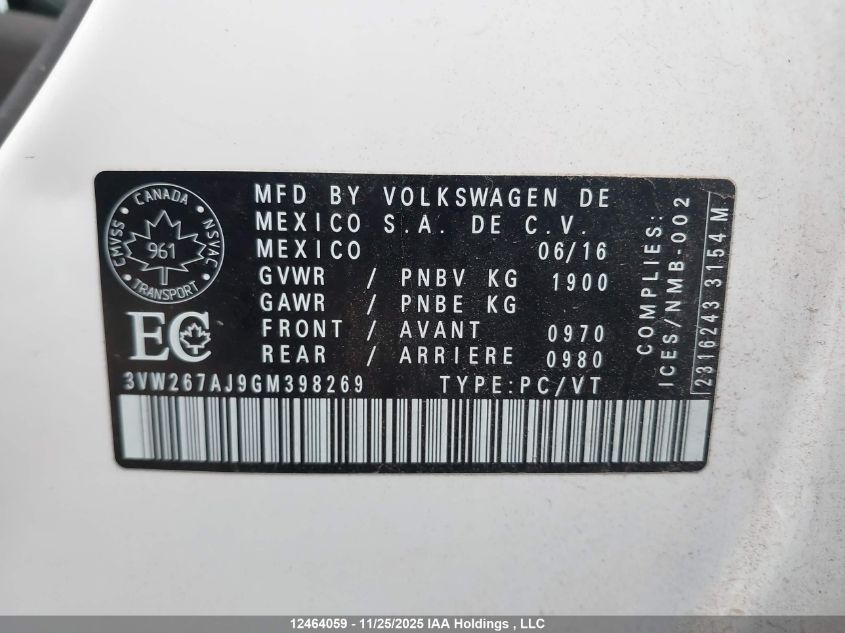 CANADA
CMVSS
NSVAC
961
TRANSPORT
EC
MFD BY VOLKSWAGEN DE
MEXICO S.A. DE C.V.
MEXICO 06/16
GVWR / PNBV KG 1900
GAWR / PNBE KG
FRONT / AVANT 0970
REAR / ARRIERE 0980
3VW267AJ9GM398269 TYPE:PC/VT
COMPLIES:
ICES/NMB-002
2316243 3154 M
12464059 - 11/25/2025 IAA Holdings , LLC